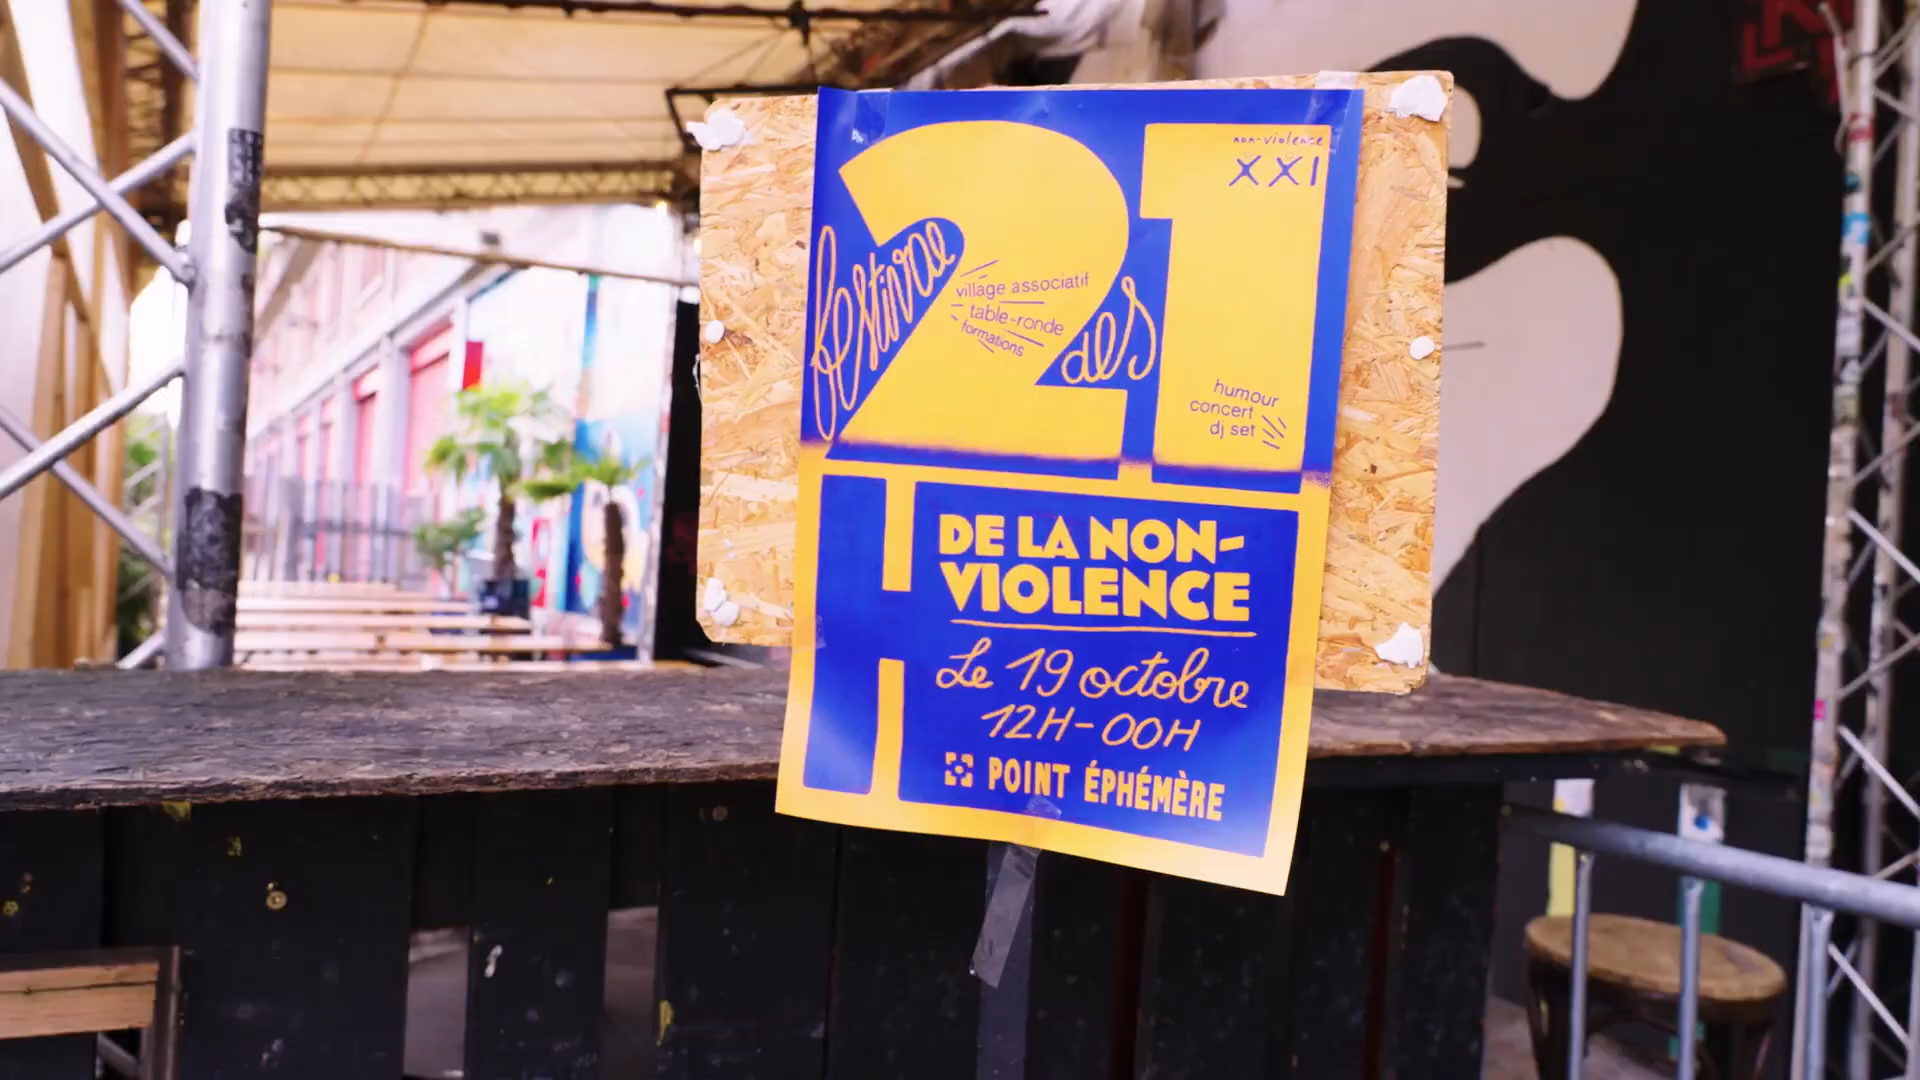 non-violence
XXI
festival
des
21
village associatif
table-ronde
formations
humour
concert
dj set
DE LA NON-
VIOLENCE
Le 19 octobre
12H-00H
POINT ÉPHÉMÈRE